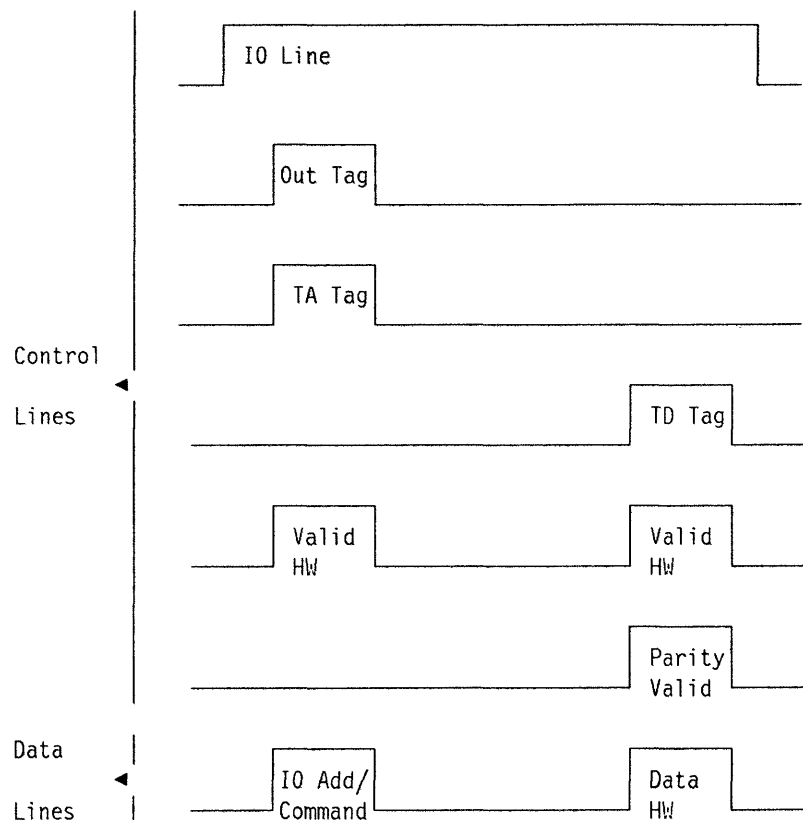 IO Line
Out Tag
TA Tag
Control
Lines
TD Tag
Valid
HW
Valid
HW
Parity
Valid
Data
Lines
IO Add/
Command
Data
HW